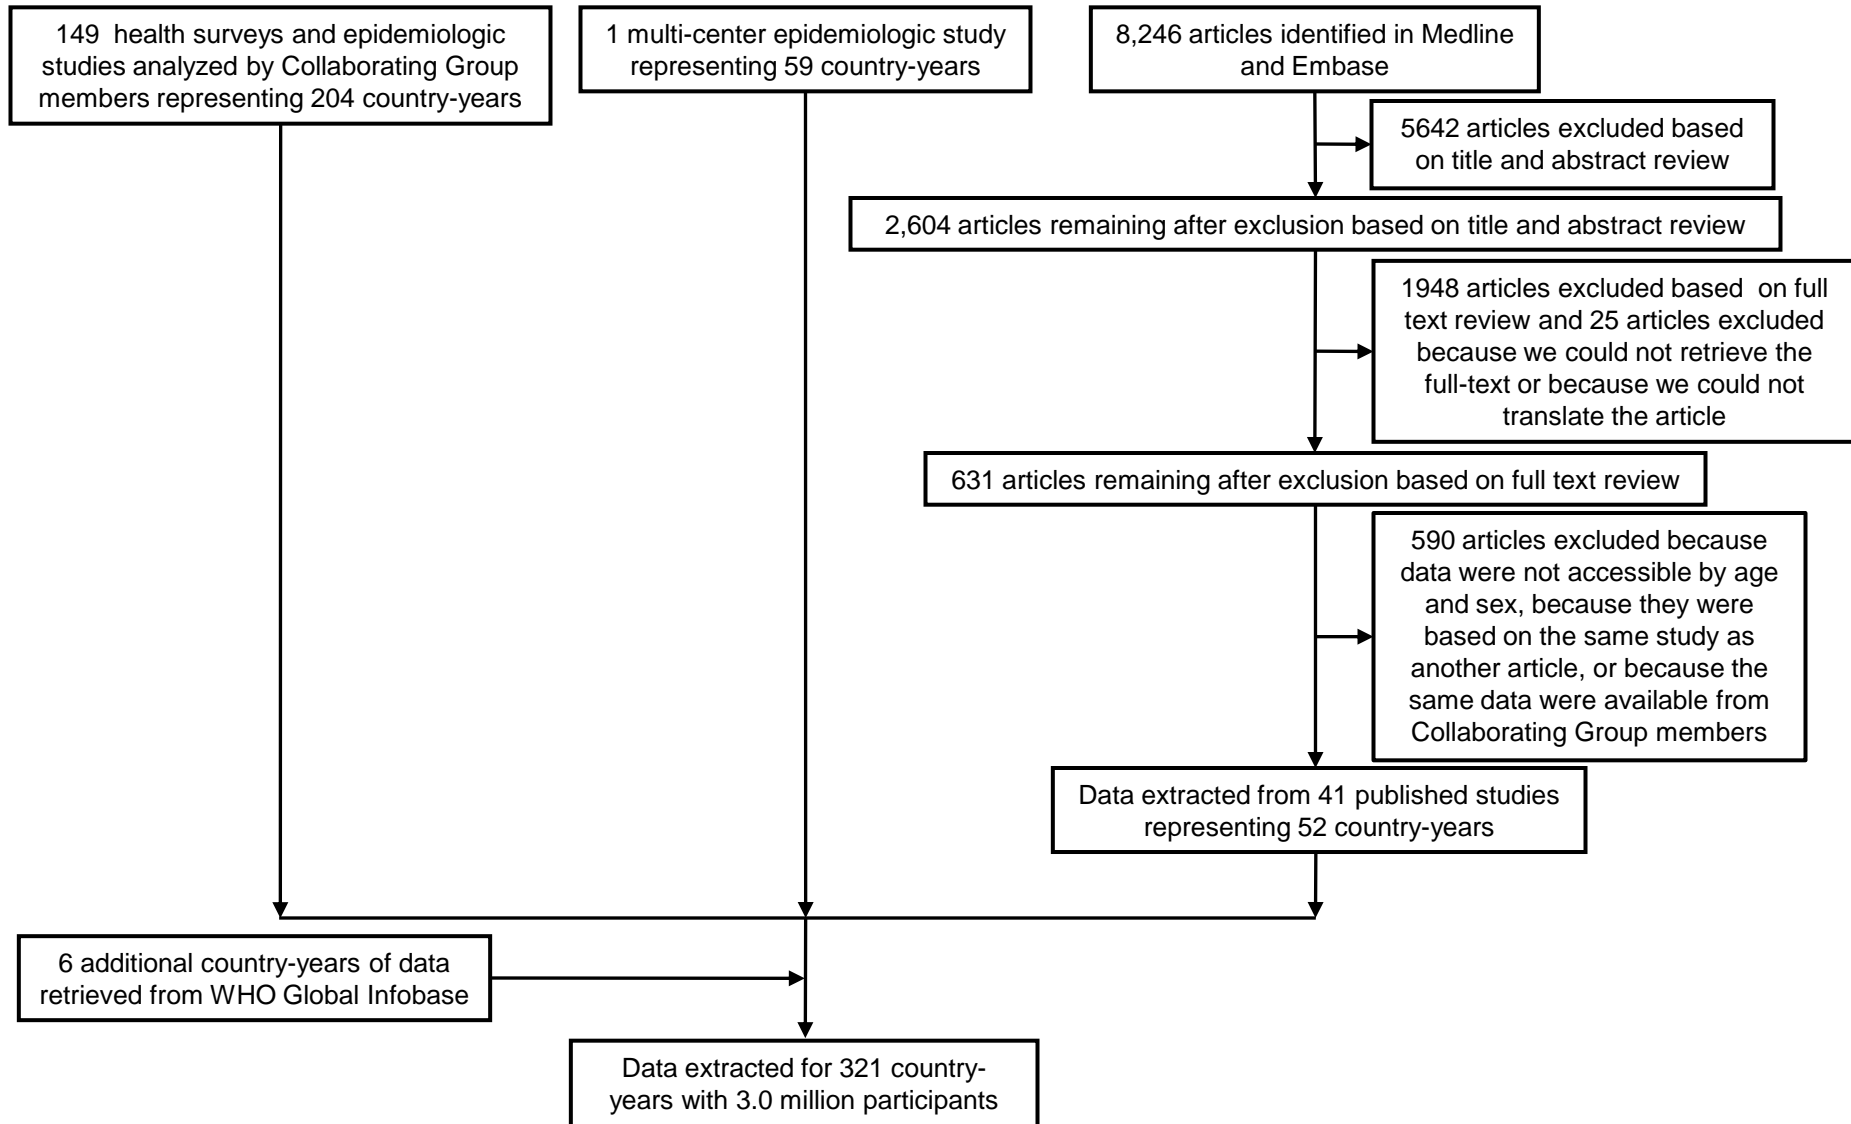 149  health surveys and epidemiologic
studies analyzed by Collaborating Group
members representing 204 country-years
1 multi-center epidemiologic study
representing 59 country-years
8,246 articles identified in Medline
and Embase
5642 articles excluded based
on title and abstract review
2,604 articles remaining after exclusion based on title and abstract review
1948 articles excluded based  on full
text review and 25 articles excluded
because we could not retrieve the
full-text or because we could not
translate the article
631 articles remaining after exclusion based on full text review
590 articles excluded because
data were not accessible by age
and sex, because they were
based on the same study as
another article, or because the
same data were available from
Collaborating Group members
Data extracted from 41 published studies
representing 52 country-years
6 additional country-years of data
retrieved from WHO Global Infobase
Data extracted for 321 country-
years with 3.0 million participants